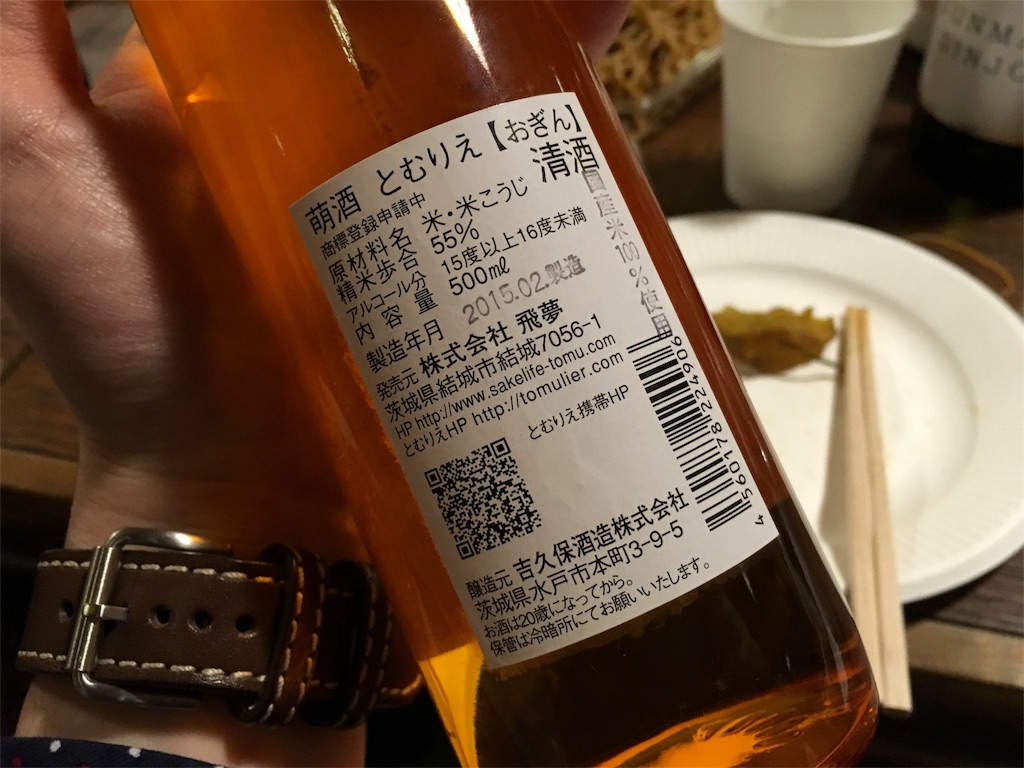 萌酒 とむりえ【おぎん】
商標登録申請中 清酒
原材料名 米・米こうじ
精米歩合 55%
アルコール分 15度以上16度未満
内容量 500ml
製造年月 2015.02.製造
発売元 株式会社 飛夢
茨城県結城市結城7056-1
HP http://www.sakelife-tomu.com
とむりえHP http://tomulier.com
とむりえ携帯HP
醸造元 吉久保酒造株式会社
茨城県水戸市本町3-9-5
お酒は20歳になってから。
保管は冷暗所にてお願いいたします。
国産米100%使用
4560178224906